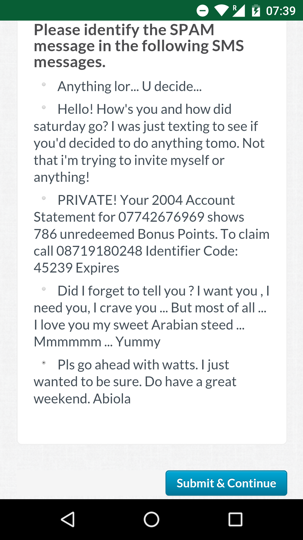 07:39
Please identify the SPAM
message in the following SMS
messages.
Anything lor... U decide...
Hello! How's you and how did
saturday go? I was just texting to see if
you'd decided to do anything tomo. Not
that i'm trying to invite myself or
anything!
PRIVATE! Your 2004 Account
Statement for 07742676969 shows
786 unredeemed Bonus Points. To claim
call 08719180248 Identifier Code:
45239 Expires
Did I forget to tell you ? I want you , I
need you, I crave you ... But most of all ...
I love you my sweet Arabian steed ...
Mmmmmm ... Yummy
Pls go ahead with watts. I just
wanted to be sure. Do have a great
weekend. Abiola
Submit & Continue